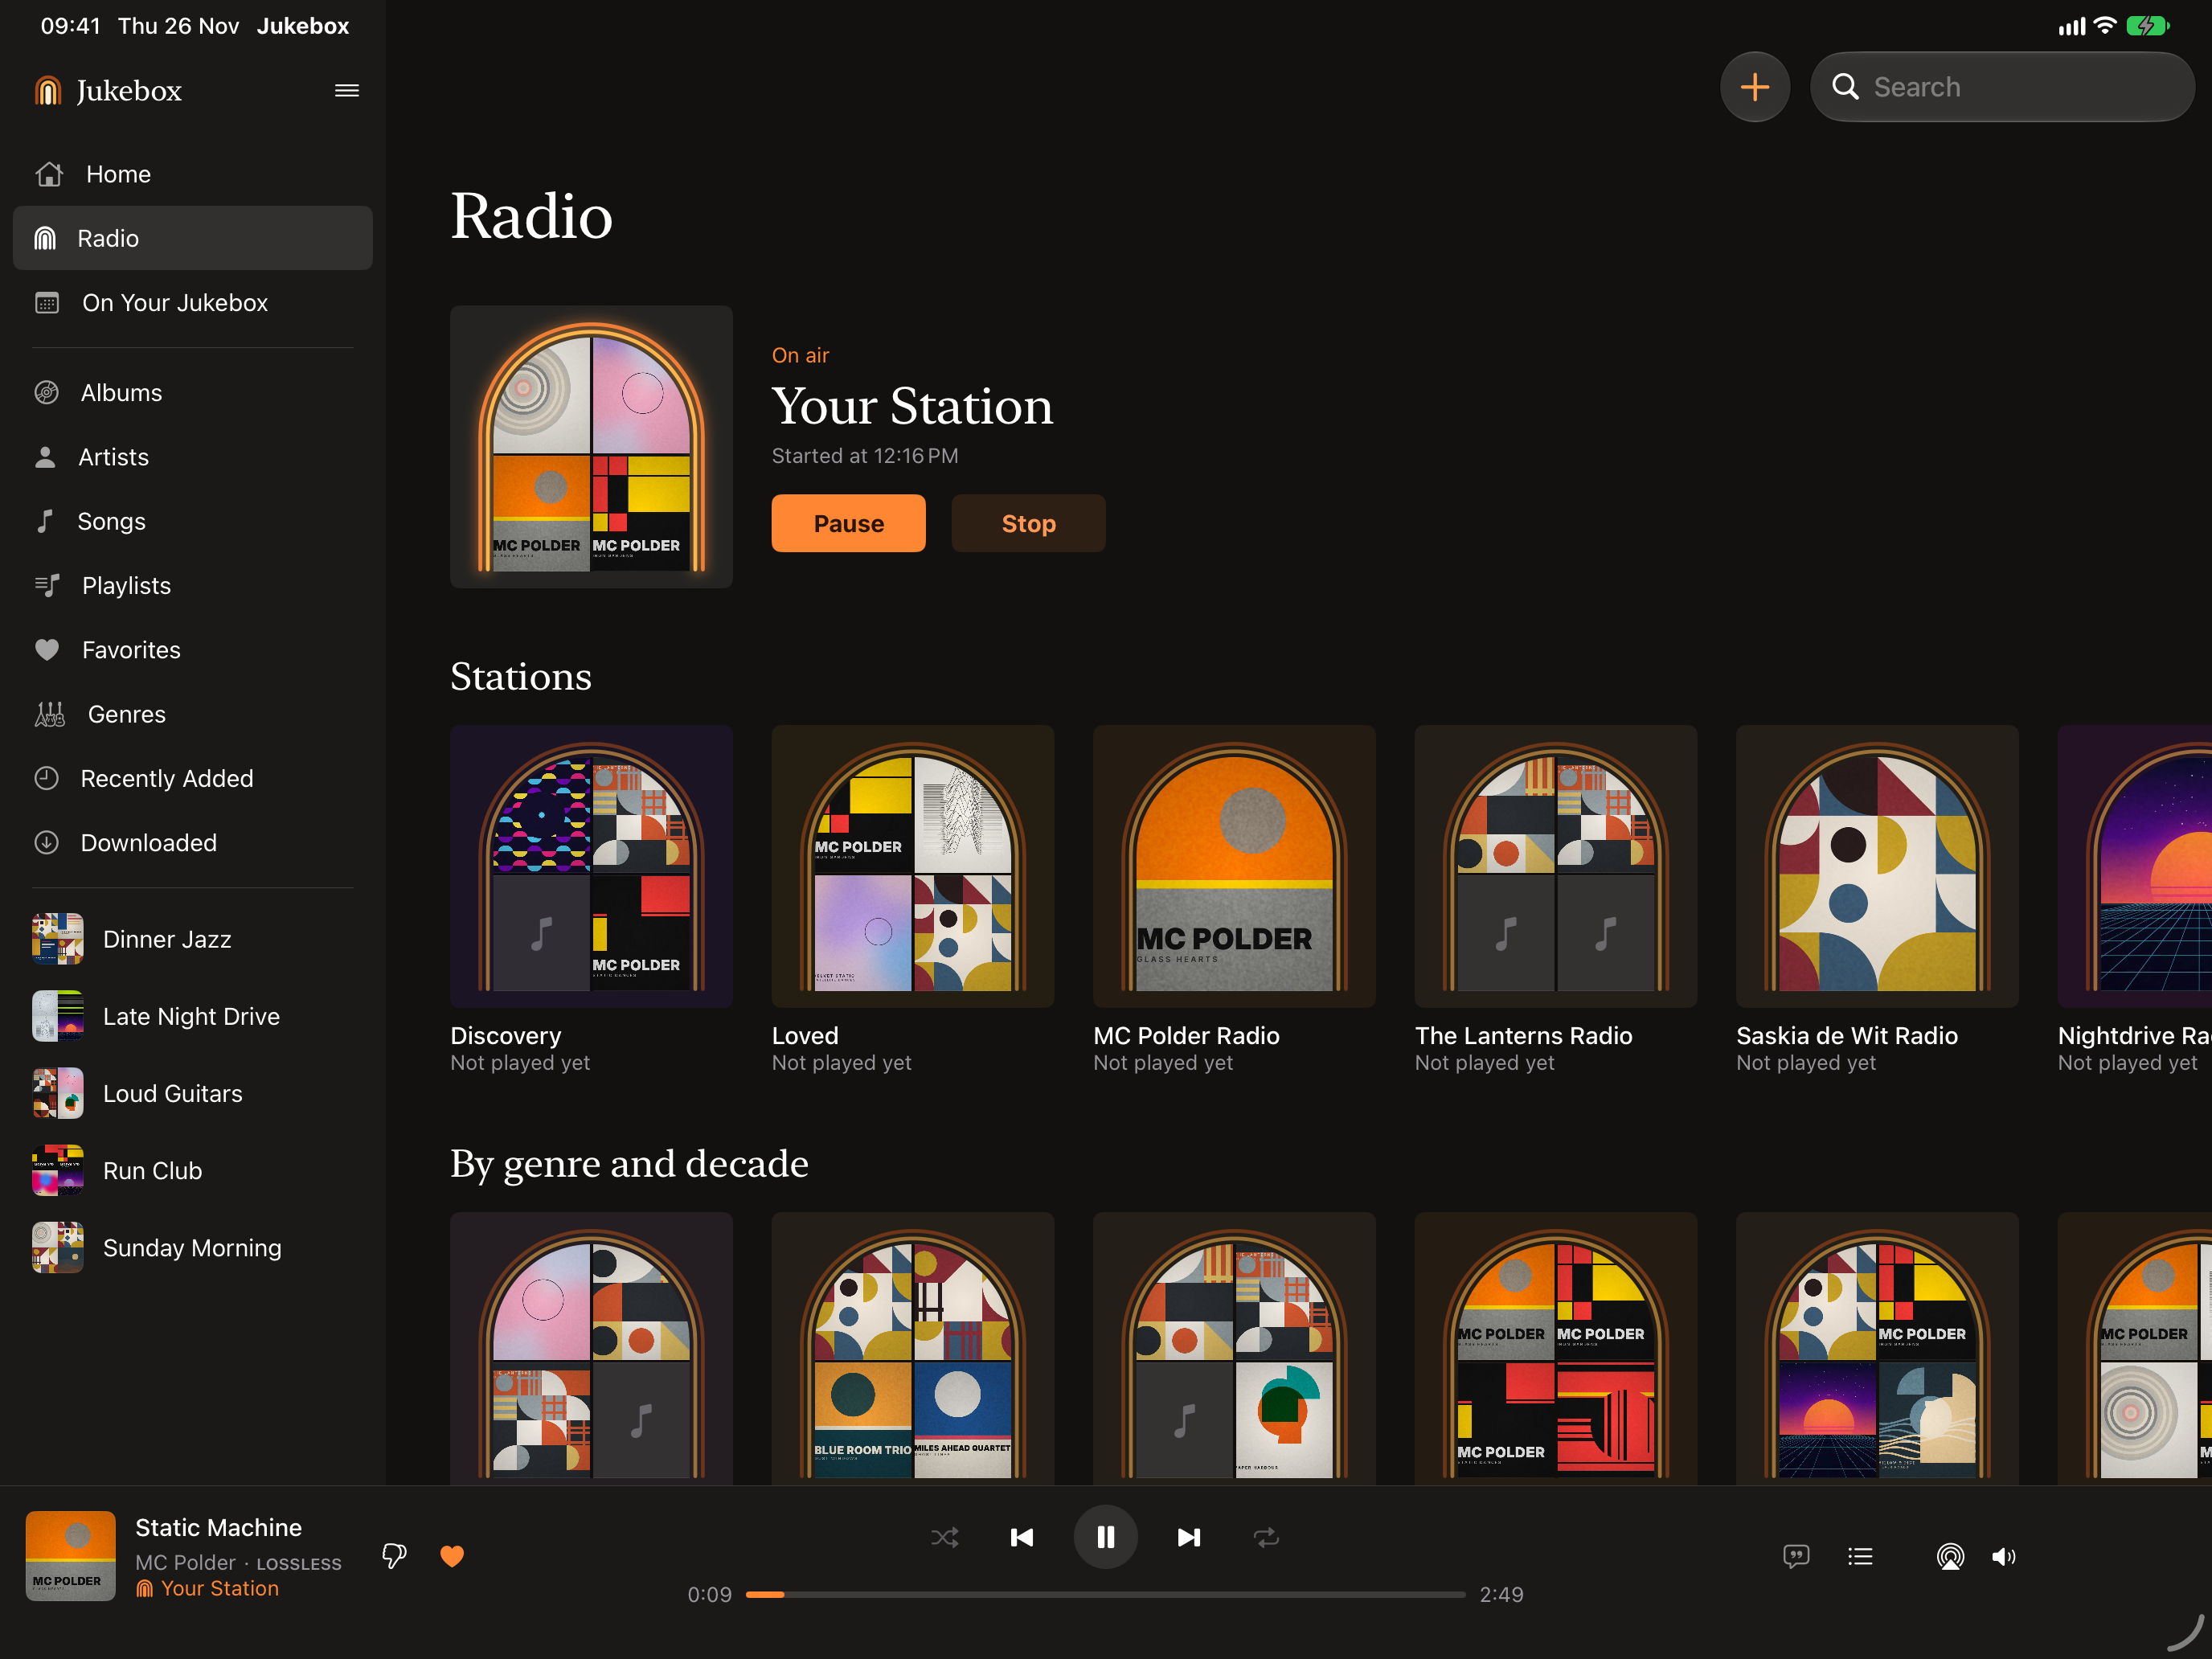 09:41 Thu 26 Nov Jukebox
Jukebox
Search
Home
Radio
On Your Jukebox
Albums
Artists
Songs
Playlists
Favorites
Genres
Recently Added
Downloaded
Dinner Jazz
Late Night Drive
Loud Guitars
Run Club
Sunday Morning
Radio
MC POLDER
MC POLDER
On air
Your Station
Started at 12:16 PM
Pause
Stop
Stations
MC POLDER
MC POLDER
MC POLDER
GLASS HEARTS
Discovery
Not played yet
Loved
Not played yet
MC Polder Radio
Not played yet
The Lanterns Radio
Not played yet
Saskia de Wit Radio
Not played yet
Nightdrive Ra
Not played yet
By genre and decade
BLUE ROOM TRIO
MILES AHEAD QUARTET
MC POLDER
MC POLDER
MC POLDER
MC POLDER
MC POLDER
MC POLDER
Static Machine
MC Polder · LOSSLESS
Your Station
0:09
2:49